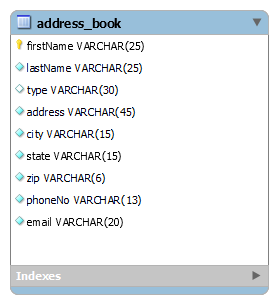 address_book
firstName VARCHAR(25)
lastName VARCHAR(25)
type VARCHAR(30)
address VARCHAR(45)
city VARCHAR(15)
state VARCHAR(15)
zip VARCHAR(6)
phoneNo VARCHAR(13)
email VARCHAR(20)
Indexes